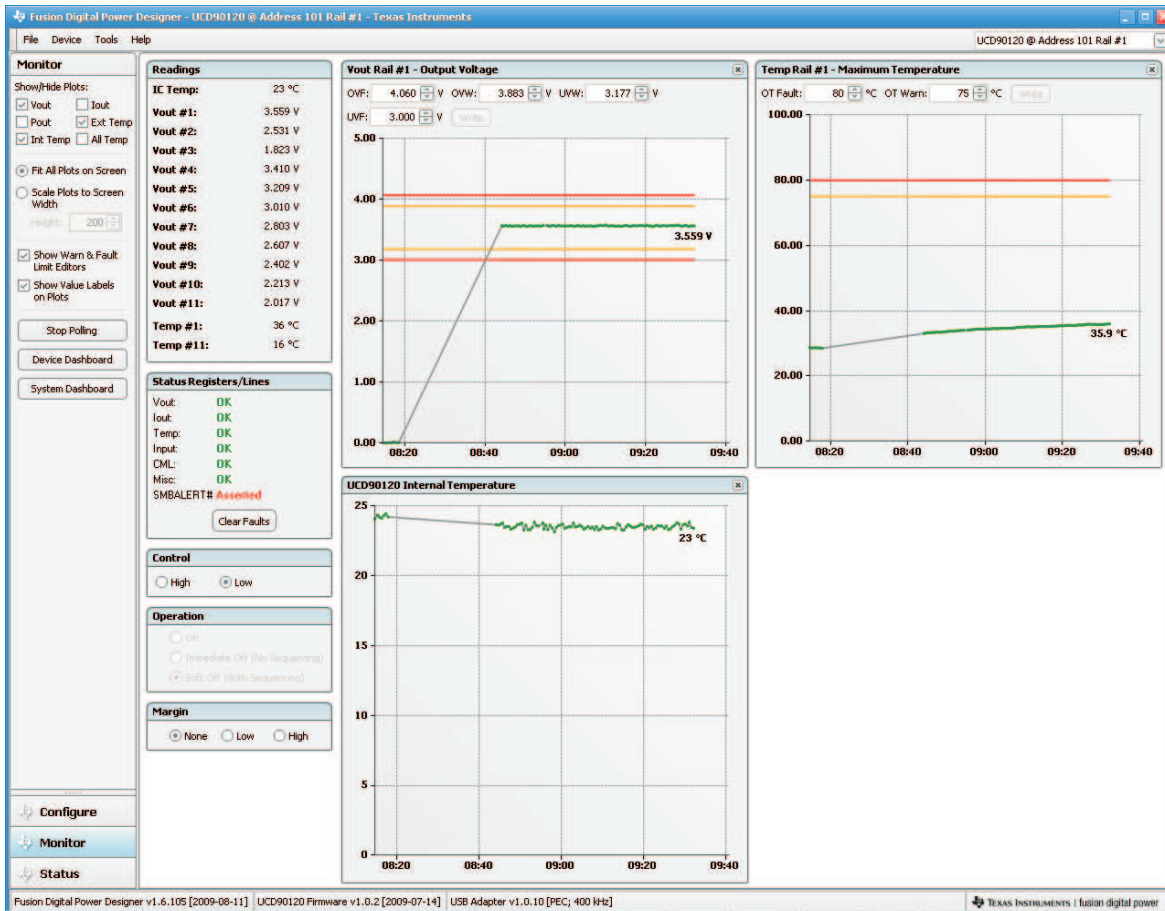 Fusion Digital Power Designer - UCD90120 @ Address 101 Rail #1 - Texas Instruments
File Device Tools Help
UCD90120 @ Address 101 Rail #1
Monitor
Show/Hide Plots:
Vout Iout
Pout Ext Temp
Int Temp All Temp
Fit All Plots on Screen
Scale Plots to Screen
Width
Height: 200
Show Warn & Fault
Limit Editors
Show Value Labels
on Plots
Stop Polling
Device Dashboard
System Dashboard
Configure
Monitor
Status
Readings
IC Temp: 23 °C
Vout #1: 3.559 V
Vout #2: 2.531 V
Vout #3: 1.823 V
Vout #4: 3.410 V
Vout #5: 3.209 V
Vout #6: 3.010 V
Vout #7: 2.803 V
Vout #8: 2.607 V
Vout #9: 2.402 V
Vout #10: 2.213 V
Vout #11: 2.017 V
Temp #1: 36 °C
Temp #11: 16 °C
Status Registers/Lines
Vout: OK
Iout: OK
Temp: OK
Input: OK
CML: OK
Misc: OK
SMBALERT# Asserted
Clear Faults
Control
High Low
Operation
On
Immediate Off (No Sequencing)
Soft Off (With Sequencing)
Margin
None Low High
Vout Rail #1 - Output Voltage
OVF: 4.060 V OVW: 3.883 V UVW: 3.177 V
UVF: 3.000 V Write
5.00
4.00
3.559 V
3.00
2.00
1.00
0.00
08:20 08:40 09:00 09:20 09:40
Temp Rail #1 - Maximum Temperature
OT Fault: 80 °C OT Warn: 75 °C Write
100.00
80.00
60.00
40.00
35.9 °C
20.00
0.00
08:20 08:40 09:00 09:20 09:40
UCD90120 Internal Temperature
25
23 °C
20
15
10
5
0
08:20 08:40 09:00 09:20 09:40
Fusion Digital Power Designer v1.6.105 [2009-08-11] UCD90120 Firmware v1.0.2 [2009-07-14] USB Adapter v1.0.10 [PEC; 400 kHz] TEXAS INSTRUMENTS | fusion digital power